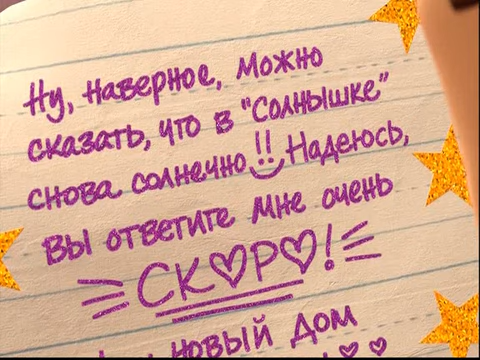 Ну, наверное, можно
сказать, что в "Солнышке"
снова солнечно!! Надеюсь,
вы ответите мне очень
СКОРО!
новый дом